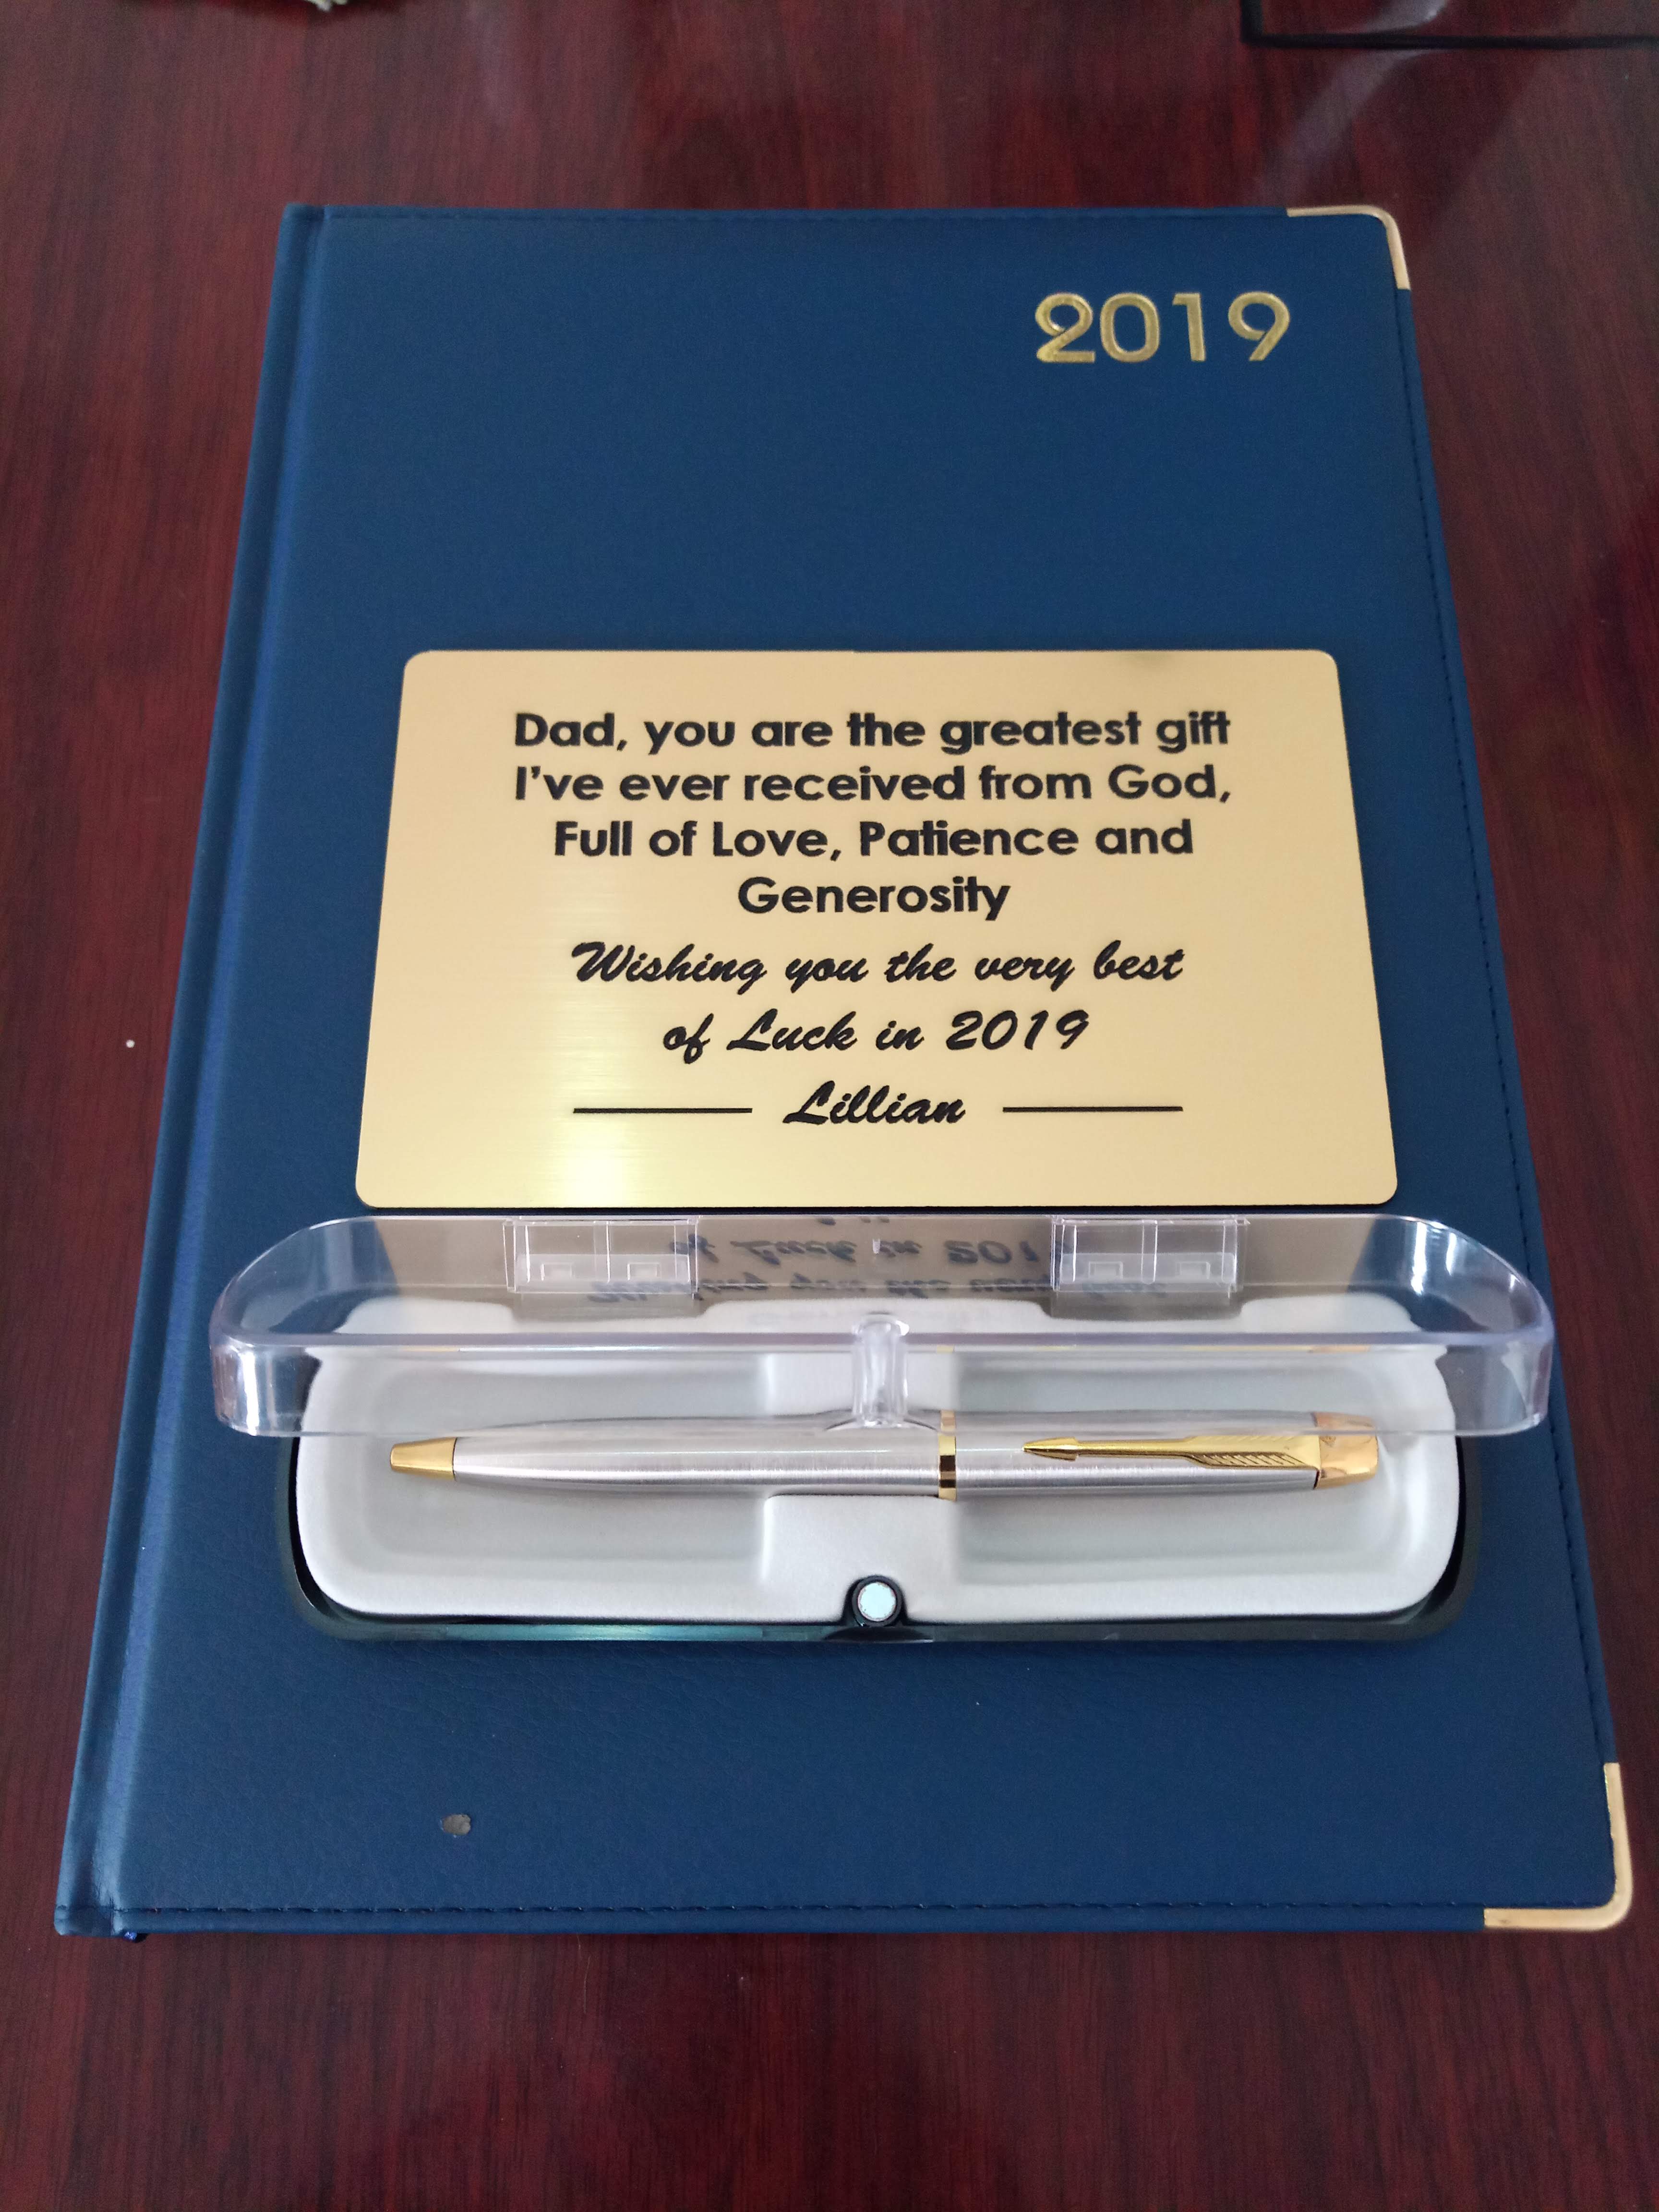 2019
Dad, you are the greatest gift
I've ever received from God,
Full of Love, Patience and
Generosity
Wishing you the very best
of Luck in 2019
Lillian